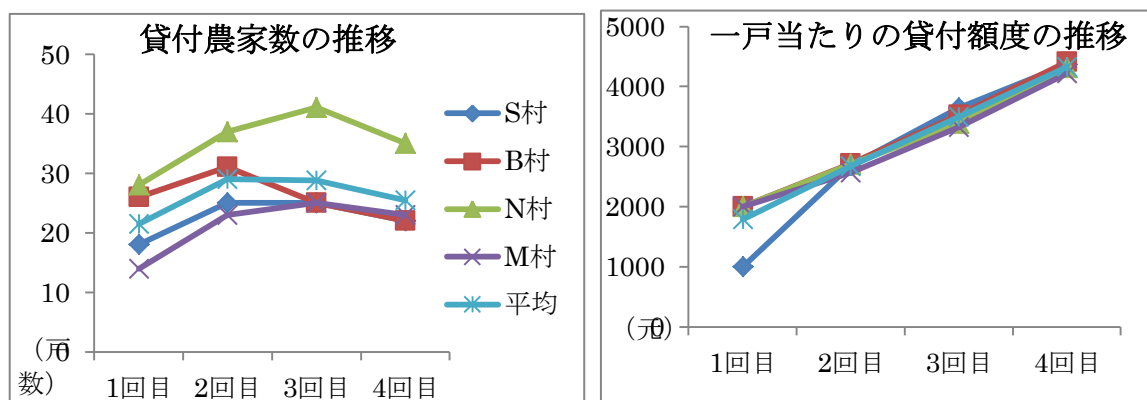 貸付農家数の推移
50
40
30
20
10
0
(戸
数)
1回目 2回目 3回目 4回目
S村
B村
N村
M村
平均
一戸当たりの貸付額度の推移
5000
4000
3000
2000
1000
0
(元)
1回目 2回目 3回目 4回目